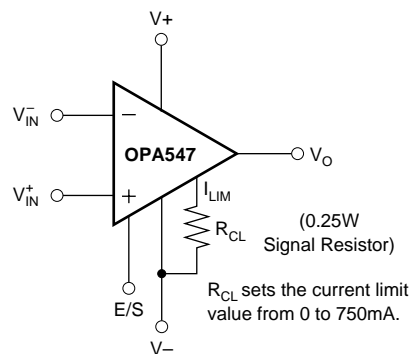 V+
V−IN
−
OPA547
VO
V+IN
+
ILIM
RCL
(0.25W
Signal Resistor)
E/S
RCL sets the current limit
value from 0 to 750mA.
V−